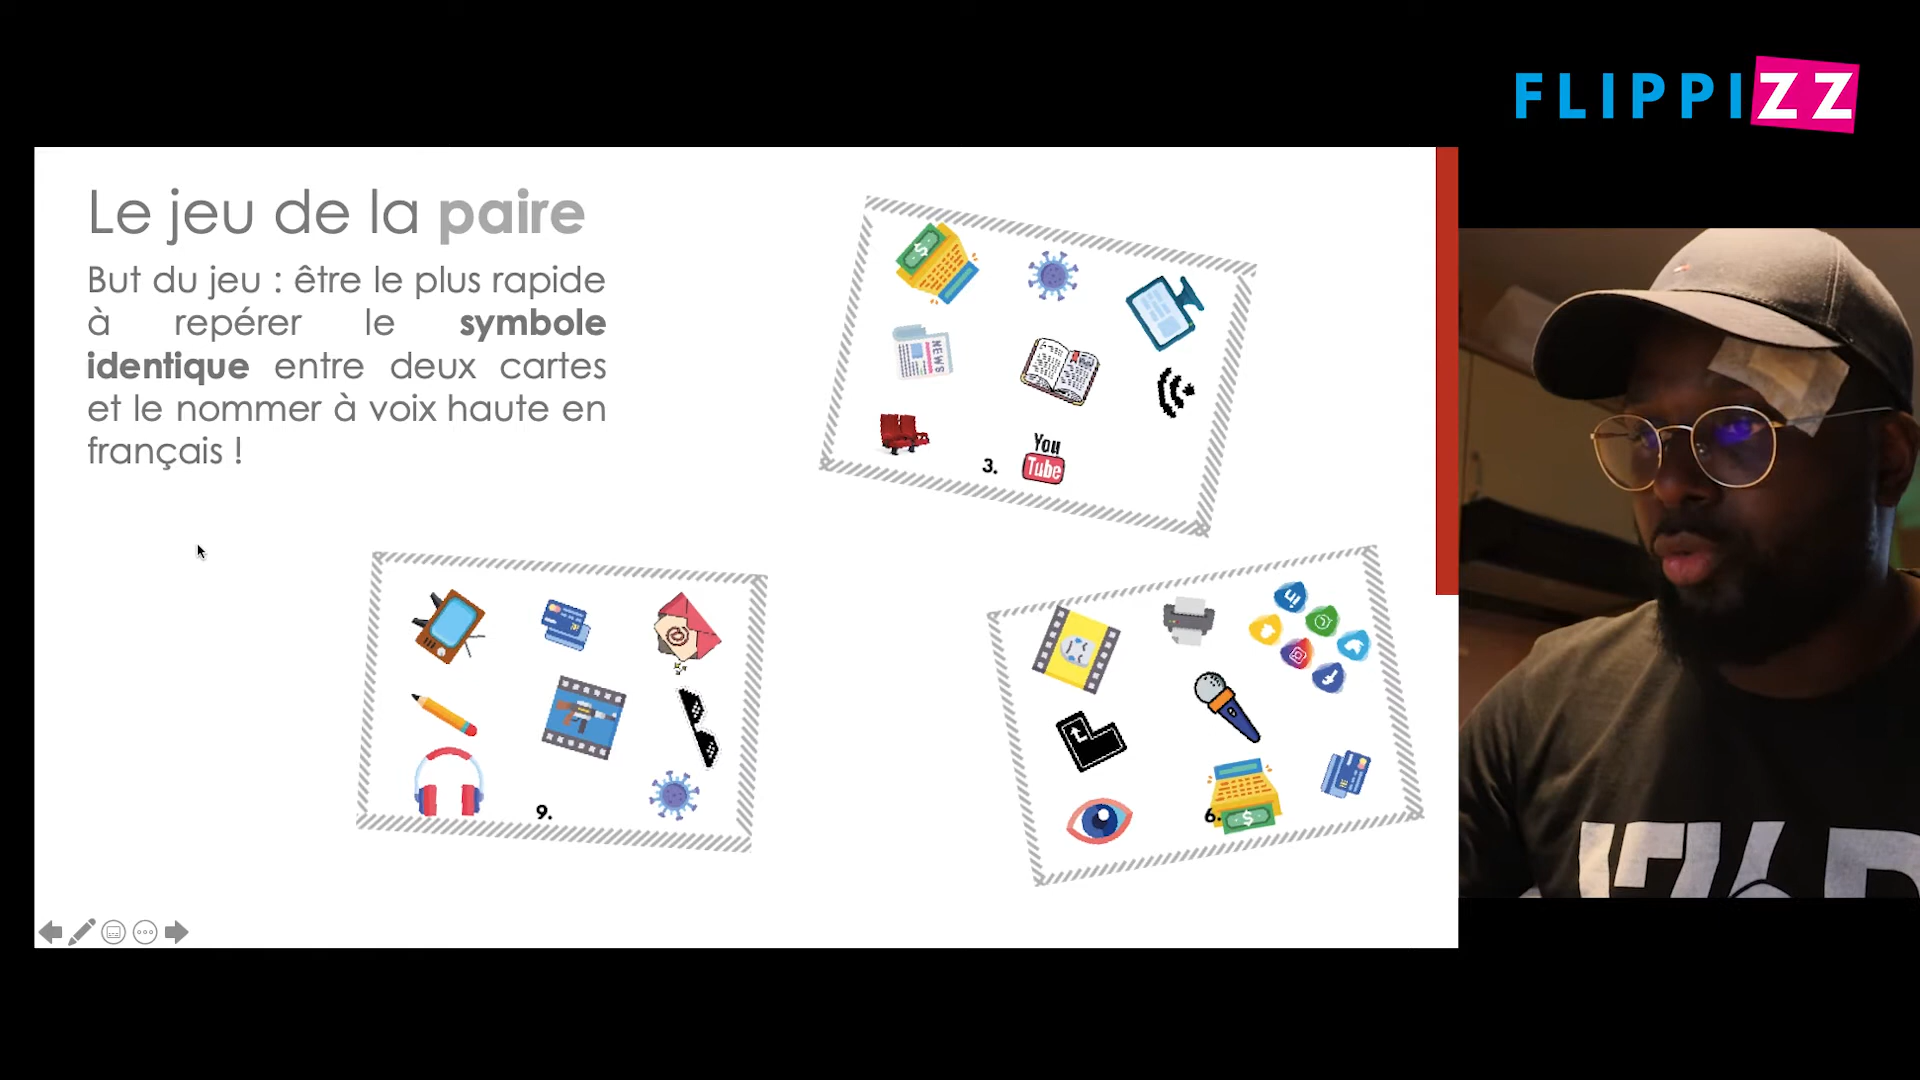 FLIPPIZZ
Le jeu de la paire
But du jeu : être le plus rapide
à repérer le symbole
identique entre deux cartes
et le nommer à voix haute en
français !
$
NEWS
You
Tube
3.
@
9.
in
$
6.